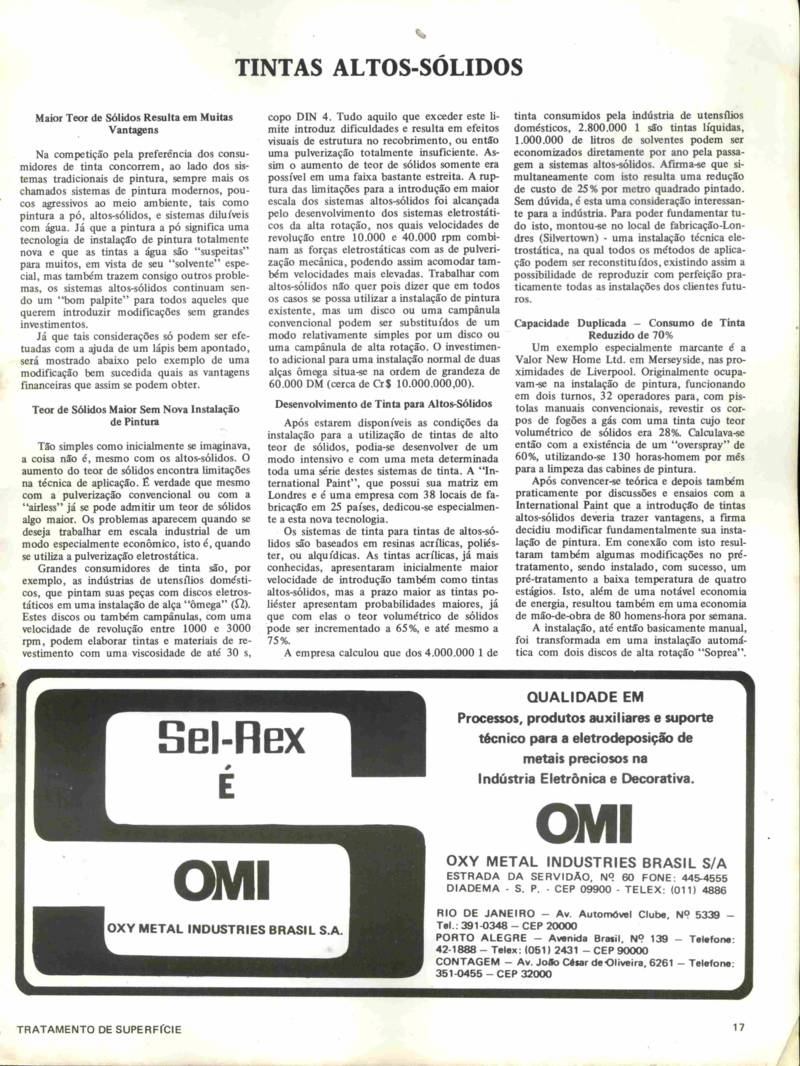 TINTAS ALTOS-SÓLIDOS
Maior Teor de Sólidos Resulta em Muitas
Vantagens
Na competição pela preferência dos consu-
midores de tinta concorrem, ao lado dos sis-
temas tradicionais de pintura, sempre mais os
chamados sistemas de pintura modernos, pou-
cos agressivos ao meio ambiente, tais como
pintura a pó, altos-sólidos, e sistemas diluíveis
com água. Já que a pintura a pó significa uma
tecnologia de instalação de pintura totalmente
nova e que as tintas a água são "suspeitas"
para muitos, em vista de seu "solvente" espe-
cial, mas também trazem consigo outros proble-
mas, os sistemas altos-sólidos continuam sen-
do um "bom palpite" para todos aqueles que
querem introduzir modificações sem grandes
investimentos.
Já que tais considerações só podem ser efe-
tuadas com a ajuda de um lápis bem apontado,
será mostrado abaixo pelo exemplo de uma
modificação bem sucedida quais as vantagens
financeiras que assim se podem obter.
Teor de Sólidos Maior Sem Nova Instalação
de Pintura
Tão simples como inicialmente se imaginava,
a coisa não é, mesmo com os altos-sólidos. O
aumento do teor de sólidos encontra limitações
na técnica de aplicação. É verdade que mesmo
com a pulverização convencional ou com a
"airless" já se pode admitir um teor de sólidos
algo maior. Os problemas aparecem quando se
deseja trabalhar em escala industrial de um
modo especialmente econômico, isto é, quando
se utiliza a pulverização eletrostática.
Grandes consumidores de tinta são, por
exemplo, as indústrias de utensílios domésti-
cos, que pintam suas peças com discos eletros-
táticos em uma instalação de alça "ômega" (Ω).
Estes discos ou também campânulas, com uma
velocidade de revolução entre 1000 e 3000
rpm, podem elaborar tintas e materiais de re-
vestimento com uma viscosidade de até 30 s,
copo DIN 4. Tudo aquilo que exceder este li-
mite introduz dificuldades e resulta em efeitos
visuais de estrutura no recobrimento, ou então
uma pulverização totalmente insuficiente. As-
sim o aumento de teor de sólidos somente era
possível em uma faixa bastante estreita. A rup-
tura das limitações para a introdução em maior
escala dos sistemas altos-sólidos foi alcançada
pelo desenvolvimento dos sistemas eletrostáti-
cos da alta rotação, nos quais velocidades de
revolução entre 10.000 e 40.000 rpm combi-
nam as forças eletrostáticas com as de pulveri-
zação mecânica, podendo assim acomodar tam-
bém velocidades mais elevadas. Trabalhar com
altos-sólidos não quer pois dizer que em todos
os casos se possa utilizar a instalação de pintura
existente, mas um disco ou uma campânula
convencional podem ser substituídos de um
modo relativamente simples por um disco ou
uma campânula de alta rotação. O investimen-
to adicional para uma instalação normal de duas
alças ômega situa-se na ordem de grandeza de
60.000 DM (cerca de Cr$ 10.000.000,00).
Desenvolvimento de Tinta para Altos-Sólidos
Após estarem disponíveis as condições da
instalação para a utilização de tintas de alto
teor de sólidos, podia-se desenvolver de um
modo intensivo e com uma meta determinada
toda uma série destes sistemas de tinta. A "In-
ternational Paint", que possui sua matriz em
Londres e é uma empresa com 38 locais de fa-
bricação em 25 países, dedicou-se especialmen-
te a esta nova tecnologia.
Os sistemas de tinta para tintas de altos-só-
lidos são baseados em resinas acrílicas, poliés-
ter, ou alquídicas. As tintas acrílicas, já mais
conhecidas, apresentaram inicialmente maior
velocidade de introdução também como tintas
altos-sólidos, mas a prazo maior as tintas po-
liéster apresentam probabilidades maiores, já
que com elas o teor volumétrico de sólidos
pode ser incrementado a 65%, e até mesmo a
75%.
A empresa calculou que dos 4.000.000 1 de
tinta consumidos pela indústria de utensílios
domésticos, 2.800.000 1 são tintas líquidas,
1.000.000 de litros de solventes podem ser
economizados diretamente por ano pela passa-
gem a sistemas altos-sólidos. Afirma-se que si-
multaneamente com isto resulta uma redução
de custo de 25% por metro quadrado pintado.
Sem dúvida, é esta uma consideração interessan-
te para a indústria. Para poder fundamentar tu-
do isto, montou-se no local de fabricação-Lon-
dres (Silvertown) - uma instalação técnica ele-
trostática, na qual todos os métodos de aplica-
ção podem ser reconstituídos, existindo assim a
possibilidade de reproduzir com perfeição pra-
ticamente todas as instalações dos clientes futu-
ros.
Capacidade Duplicada — Consumo de Tinta
Reduzido de 70%
Um exemplo especialmente marcante é a
Valor New Home Ltd. em Merseyside, nas pro-
ximidades de Liverpool. Originalmente ocupa-
vam-se na instalação de pintura, funcionando
em dois turnos, 32 operadores para, com pis-
tolas manuais convencionais, revestir os cor-
pos de fogões a gás com uma tinta cujo teor
volumétrico de sólidos era 28%. Calculava-se
então com a existência de um "overspray" de
60%, utilizando-se 130 horas-homem por mês
para a limpeza das cabines de pintura.
Após convencer-se teórica e depois também
praticamente por discussões e ensaios com a
International Paint que a introdução de tintas
altos-sólidos deveria trazer vantagens, a firma
decidiu modificar fundamentalmente sua insta-
lação de pintura. Em conexão com isto resul-
taram também algumas modificações no pré-
tratamento, sendo instalado, com sucesso, um
pré-tratamento a baixa temperatura de quatro
estágios. Isto, além de uma notável economia
de energia, resultou também em uma economia
de mão-de-obra de 80 homens-hora por semana.
A instalação, até então basicamente manual,
foi transformada em uma instalação automá-
tica com dois discos de alta rotação "Soprea".
Sel-Rex
É
OMI
OXY METAL INDUSTRIES BRASIL S.A.
QUALIDADE EM
Processos, produtos auxiliares e suporte
técnico para a eletrodeposição de
metais preciosos na
Indústria Eletrônica e Decorativa.
OMI
OXY METAL INDUSTRIES BRASIL S/A
ESTRADA DA SERVIDÃO, Nº 60 FONE: 445-4555
DIADEMA - S. P. - CEP 09900 - TELEX: (011) 4886
RIO DE JANEIRO — Av. Automóvel Clube, Nº 5339 —
Tel.: 391-0348 — CEP 20000
PORTO ALEGRE — Avenida Brasil, Nº 139 — Telefone:
42-1888 — Telex: (051) 2431 — CEP 90000
CONTAGEM — Av. João César de Oliveira, 6261 — Telefone:
351-0455 — CEP 32000
TRATAMENTO DE SUPERFÍCIE
17